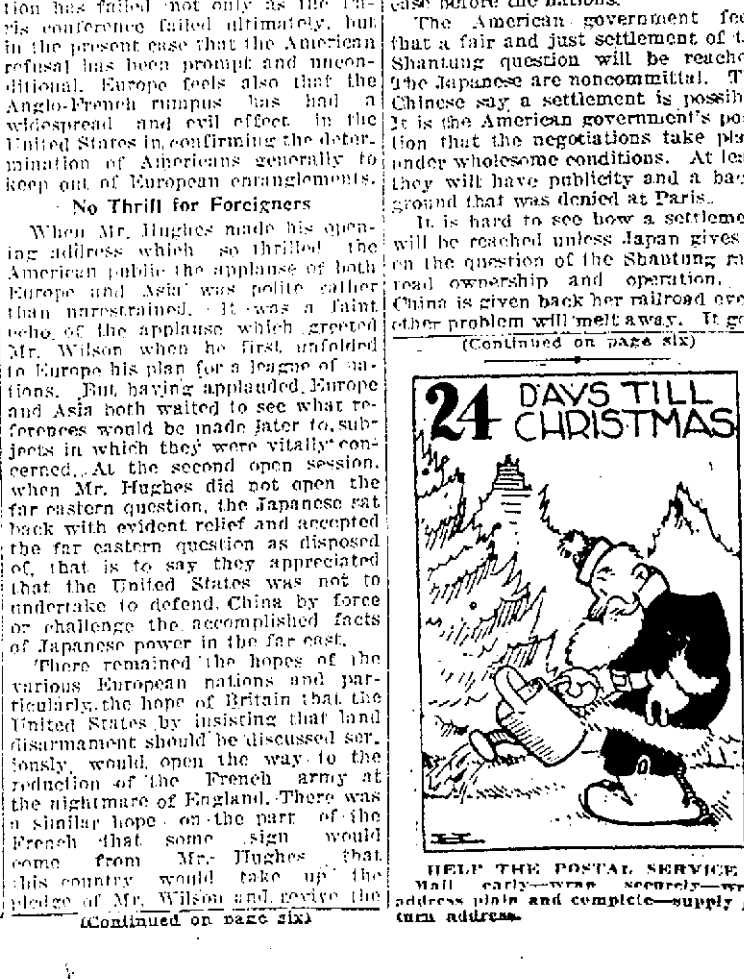 tion has failed not only as the Pa-
ris conference failed ultimately, but
in the present case that the American
refusal has been prompt and uncon-
ditional. Europe feels also that the
Anglo-French rumpus has had a
widespread and evil effect in the
United States in confirming the deter-
mination of Americans generally to
keep out of European entanglements.
No Thrill for Foreigners
When Mr. Hughes made his open-
ing address which so thrilled the
American public the applause of both
Europe and Asia was polite rather
than unrestrained. It was a faint
echo of the applause which greeted
Mr. Wilson when he first unfolded
to Europe his plan for a league of na-
tions. But having applauded, Europe
and Asia both waited to see what re-
ferences would be made later to sub-
jects in which they were vitally con-
cerned. At the second open session,
when Mr. Hughes did not open the
far eastern question, the Japanese sat
back with evident relief and accepted
the far eastern question as disposed
of, that is to say they appreciated
that the United States was not to
undertake to defend China by force
or challenge the accomplished facts
of Japanese power in the far east.
There remained the hopes of the
various European nations and par-
ticularly the hope of Britain that the
United States by insisting that land
disarmament should be discussed ser-
iously, would open the way to the
reduction of the French army at
the nightmare of England. There was
a similar hope on the part of the
French that some sign would
come from Mr. Hughes that
this country would take up the
pledge of Mr. Wilson and revive the
(Continued on page six)
case before the nations.
The American government fee
that a fair and just settlement of t
Shantung question will be reache
The Japanese are noncommittal. T
Chinese say a settlement is possib
It is the American government's po
tion that the negotiations take pla
under wholesome conditions. At lea
they will have publicity and a bac
ground that was denied at Paris.
It is hard to see how a settleme
will be reached unless Japan gives
on the question of the Shantung ra
road ownership and operation.
China is given back her railroad eve
other problem will melt away. It go
(Continued on page six)
24 DAYS TILL
CHRISTMAS
HELP THE POSTAL SERVICE
Mail early—wrap securely—wr
address plain and complete—supply
turn address.